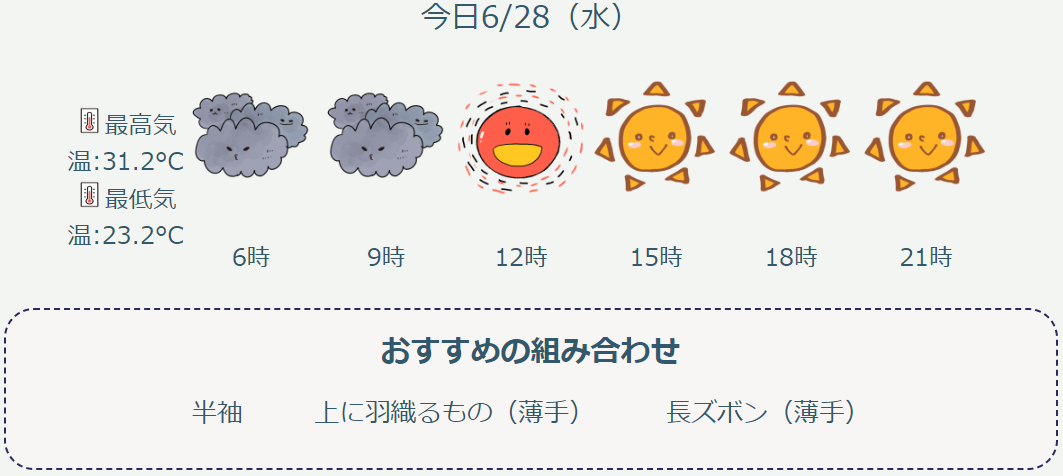 今日6/28（水）
最高気
温:31.2°C
最低気
温:23.2°C
6時 9時 12時 15時 18時 21時
おすすめの組み合わせ
半袖 上に羽織るもの（薄手） 長ズボン（薄手）